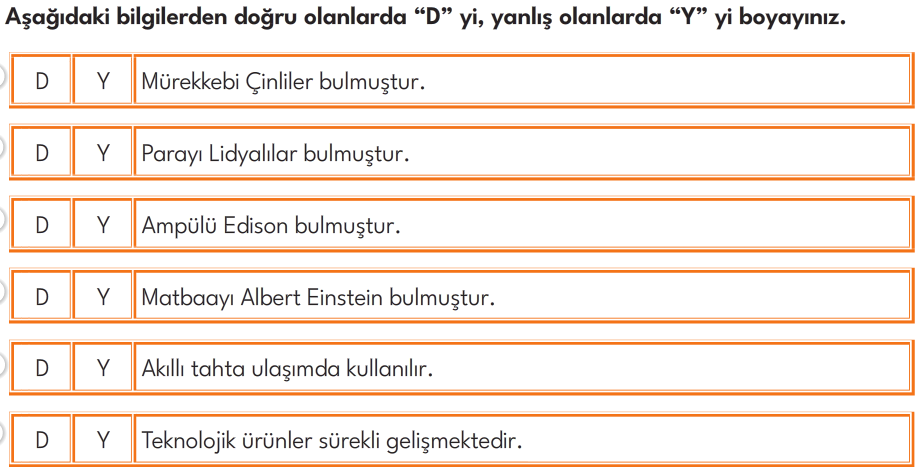 Aşağıdaki bilgilerden doğru olanlarda “D” yi, yanlış olanlarda “Y” yi boyayınız.
D Y Mürekkebi Çinliler bulmuştur.
D Y Parayı Lidyalılar bulmuştur.
D Y Ampülü Edison bulmuştur.
D Y Matbaayı Albert Einstein bulmuştur.
D Y Akıllı tahta ulaşımda kullanılır.
D Y Teknolojik ürünler sürekli gelişmektedir.